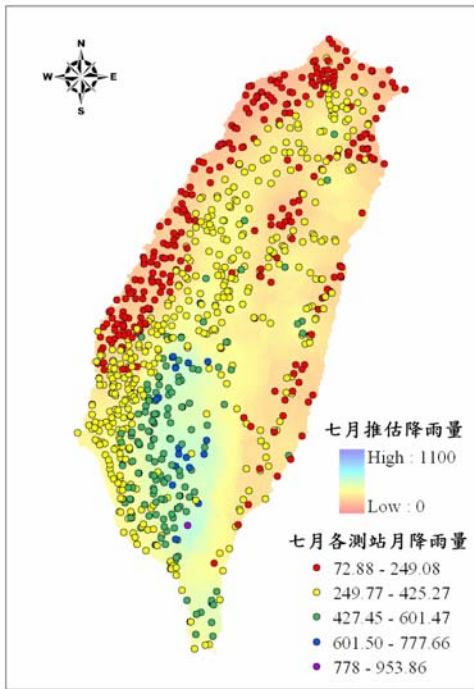 N
W E
S
七月推估降雨量
High : 1100
Low : 0
七月各測站月降雨量
72.88 - 249.08
249.77 - 425.27
427.45 - 601.47
601.50 - 777.66
778 - 953.86